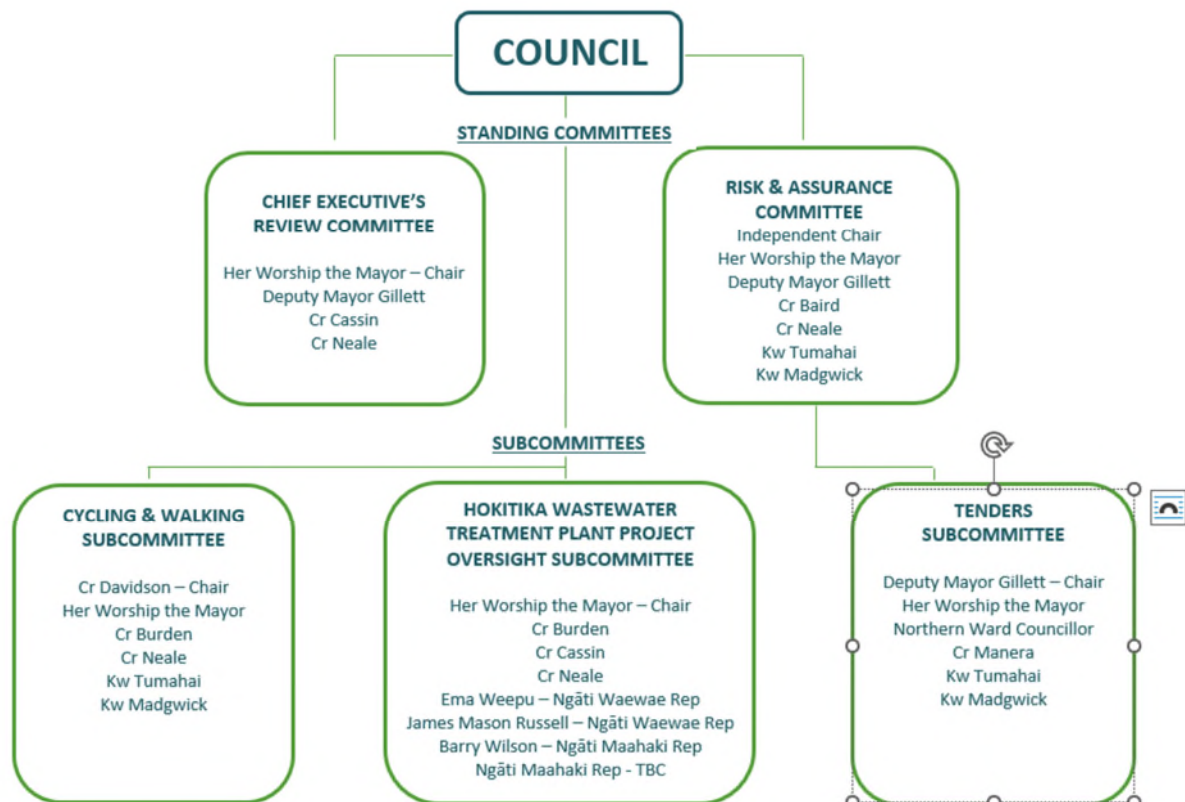 COUNCIL
STANDING COMMITTEES
CHIEF EXECUTIVE’S
REVIEW COMMITTEE
Her Worship the Mayor – Chair
Deputy Mayor Gillett
Cr Cassin
Cr Neale
RISK & ASSURANCE
COMMITTEE
Independent Chair
Her Worship the Mayor
Deputy Mayor Gillett
Cr Baird
Cr Neale
Kw Tumahai
Kw Madgwick
SUBCOMMITTEES
CYCLING & WALKING
SUBCOMMITTEE
Cr Davidson – Chair
Her Worship the Mayor
Cr Burden
Cr Neale
Kw Tumahai
Kw Madgwick
HOKITIKA WASTEWATER
TREATMENT PLANT PROJECT
OVERSIGHT SUBCOMMITTEE
Her Worship the Mayor – Chair
Cr Burden
Cr Cassin
Cr Neale
Ema Weepu – Ngāti Waewae Rep
James Mason Russell – Ngāti Waewae Rep
Barry Wilson – Ngāti Maahaki Rep
Ngāti Maahaki Rep - TBC
TENDERS
SUBCOMMITTEE
Deputy Mayor Gillett – Chair
Her Worship the Mayor
Northern Ward Councillor
Cr Manera
Kw Tumahai
Kw Madgwick